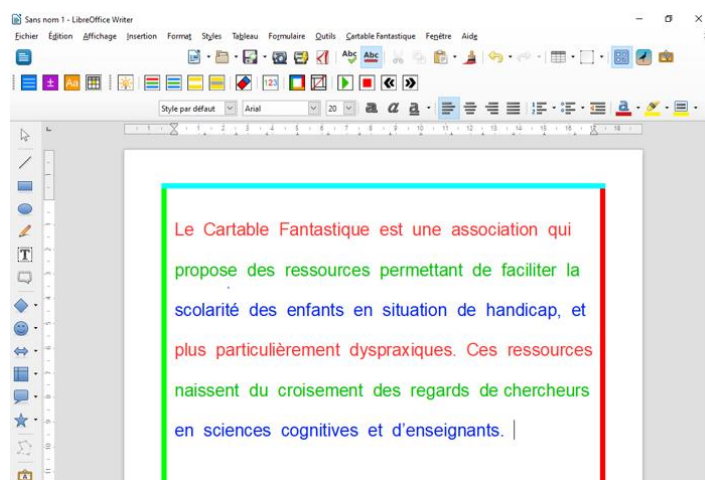 Sans nom 1 - LibreOffice Writer
Fichier Édition Affichage Insertion Format Styles Tableau Formulaire Outils Cartable Fantastique Fenêtre Aide
Style par défaut Arial 20
Le Cartable Fantastique est une association qui
propose des ressources permettant de faciliter la
scolarité des enfants en situation de handicap, et
plus particulièrement dyspraxiques. Ces ressources
naissent du croisement des regards de chercheurs
en sciences cognitives et d’enseignants.